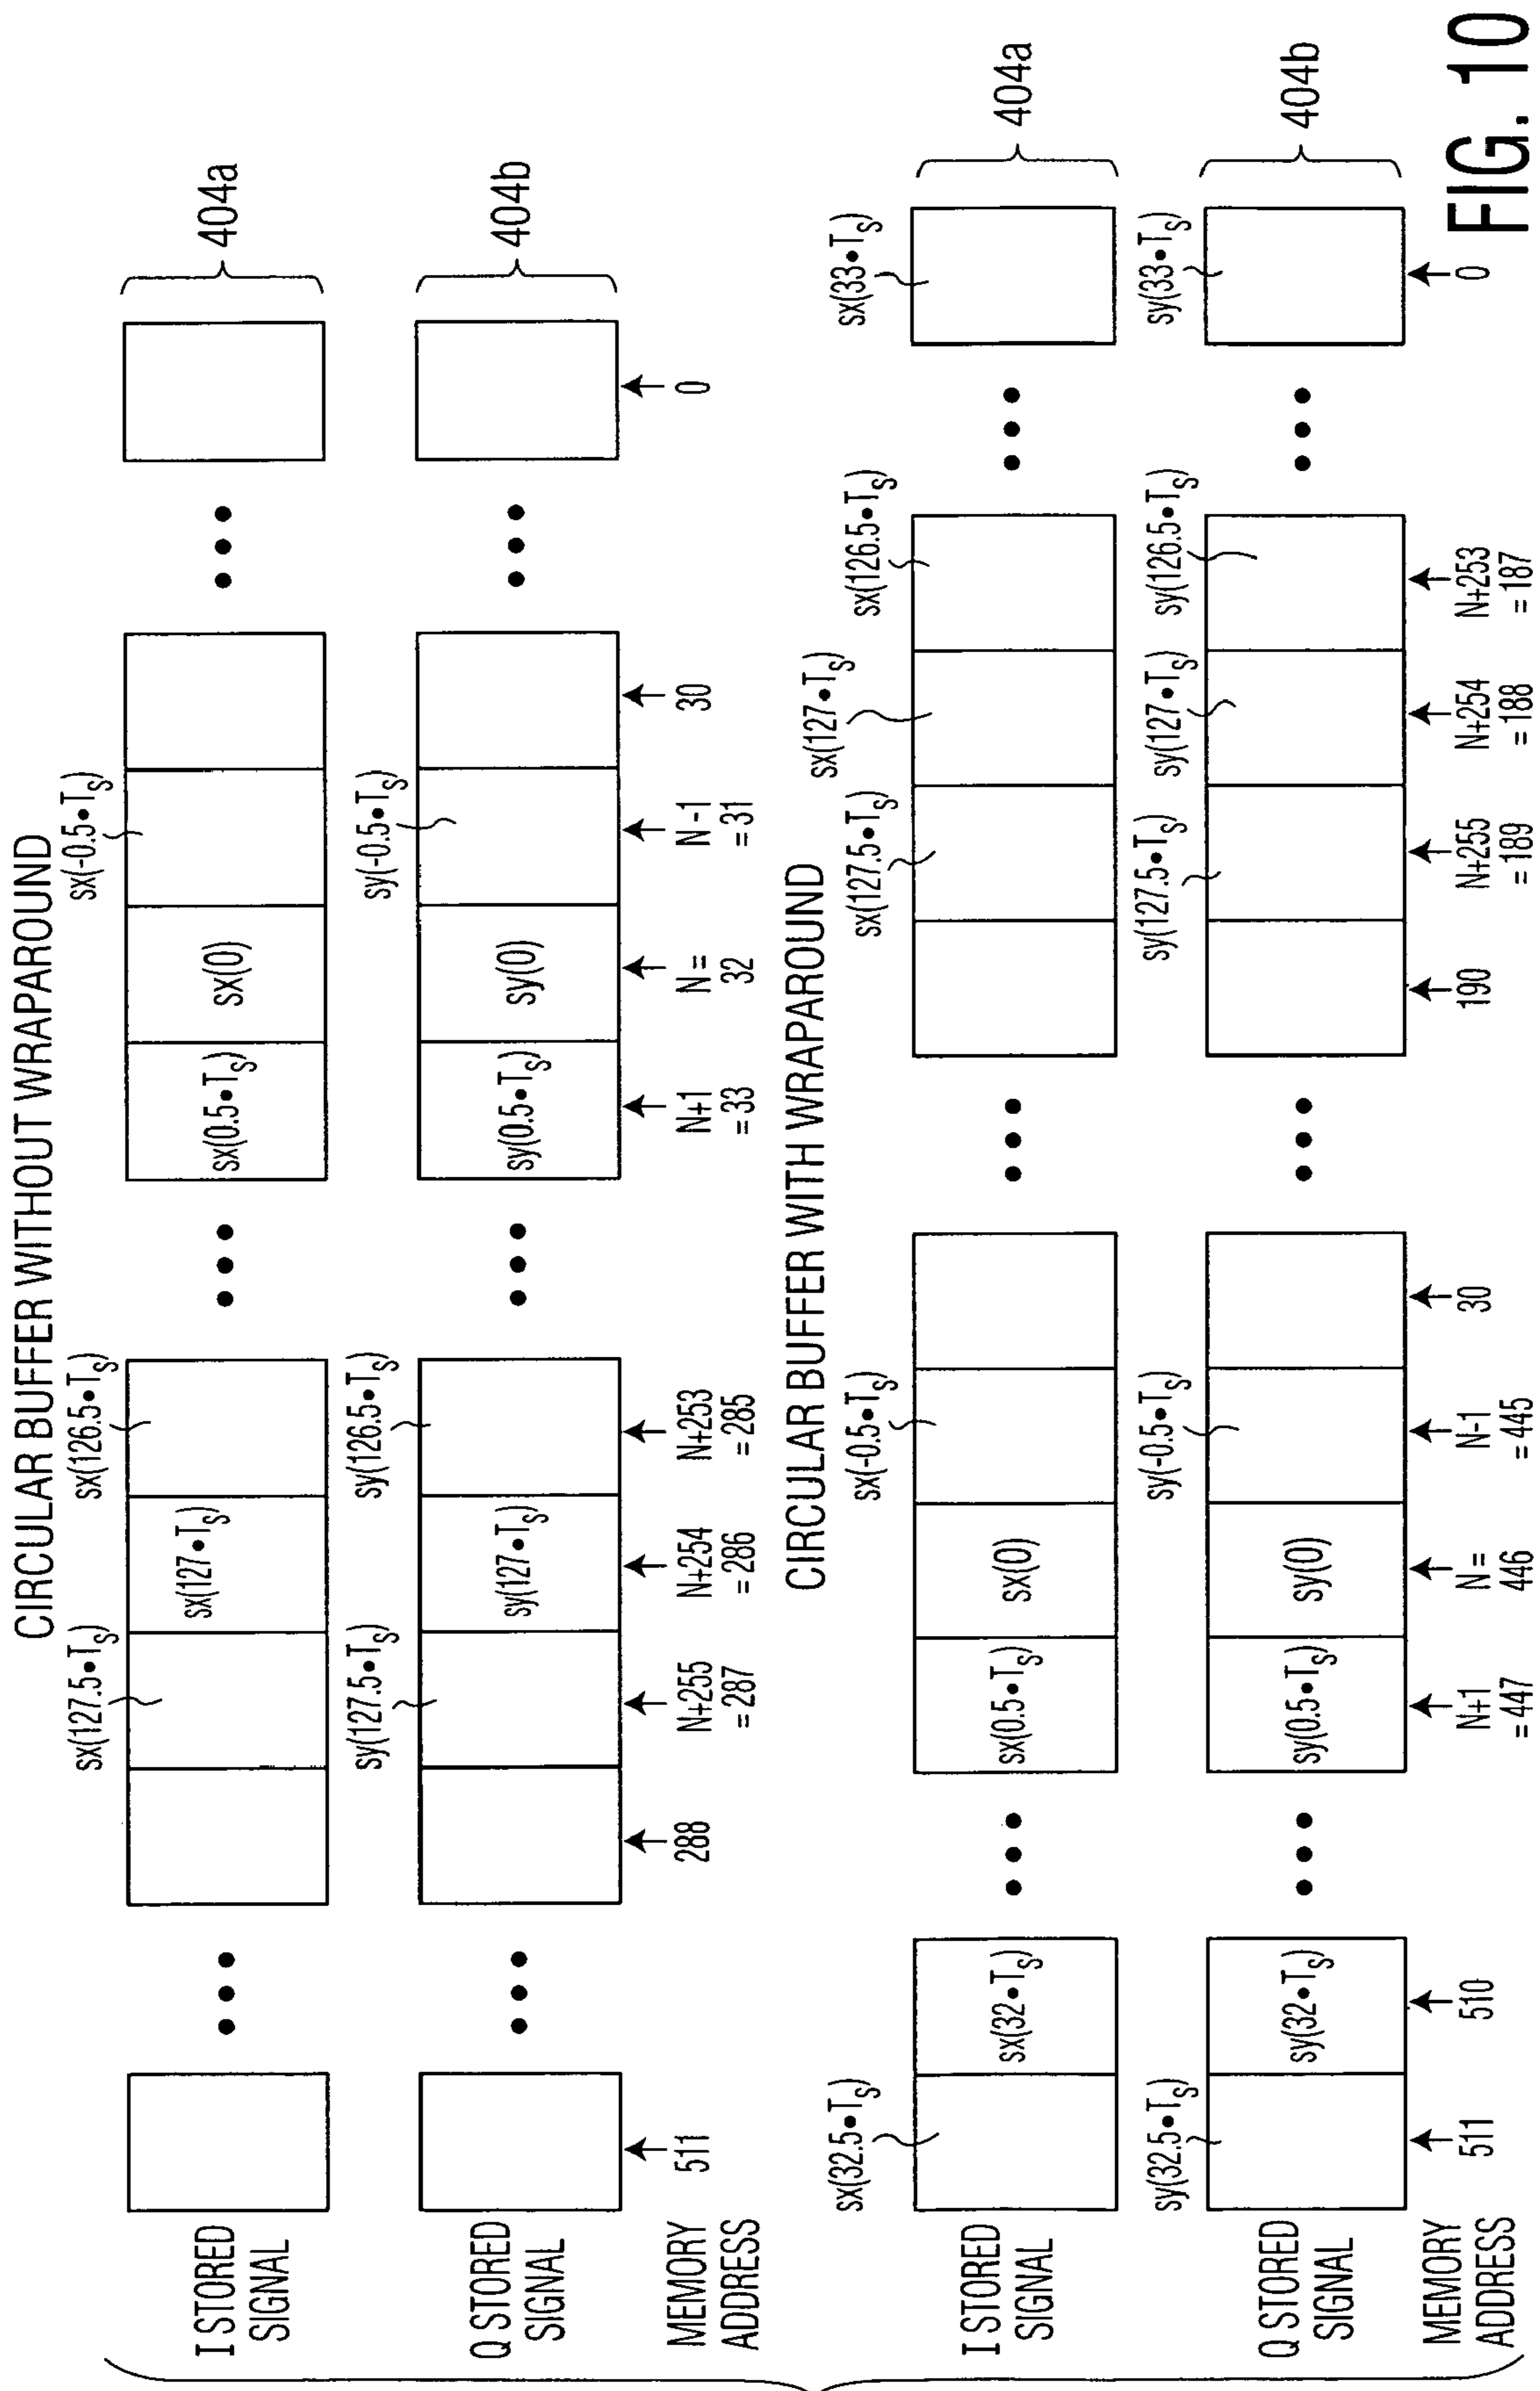 CIRCULAR BUFFER WITHOUT WRAPAROUND
sx(127.5•TS) sx(126.5•TS) sx(-0.5•TS)
I STORED SIGNAL sx(127•TS) sx(0.5•TS) sx(0) 404a
sy(127.5•TS) sy(126.5•TS) sy(-0.5•TS)
Q STORED SIGNAL sy(127•TS) sy(0.5•TS) sy(0) 404b
MEMORY ADDRESS 511 288 N+255 =287 N+254 =286 N+253 =285 N+1 =33 N= 32 N-1 =31 30 0
CIRCULAR BUFFER WITH WRAPAROUND
sx(32.5•TS) sx(-0.5•TS) sx(127.5•TS) sx(127•TS) sx(126.5•TS) sx(33•TS)
I STORED SIGNAL sx(32•TS) sx(0.5•TS) sx(0) 404a
sy(32.5•TS) sy(-0.5•TS) sy(127.5•TS) sy(127•TS) sy(126.5•TS) sy(33•TS)
Q STORED SIGNAL sy(32•TS) sy(0.5•TS) sy(0) 404b
MEMORY ADDRESS 511 510 N+1 =447 N= 446 N-1 =445 30 190 N+255 =189 N+254 =188 N+253 =187 0
FIG. 10